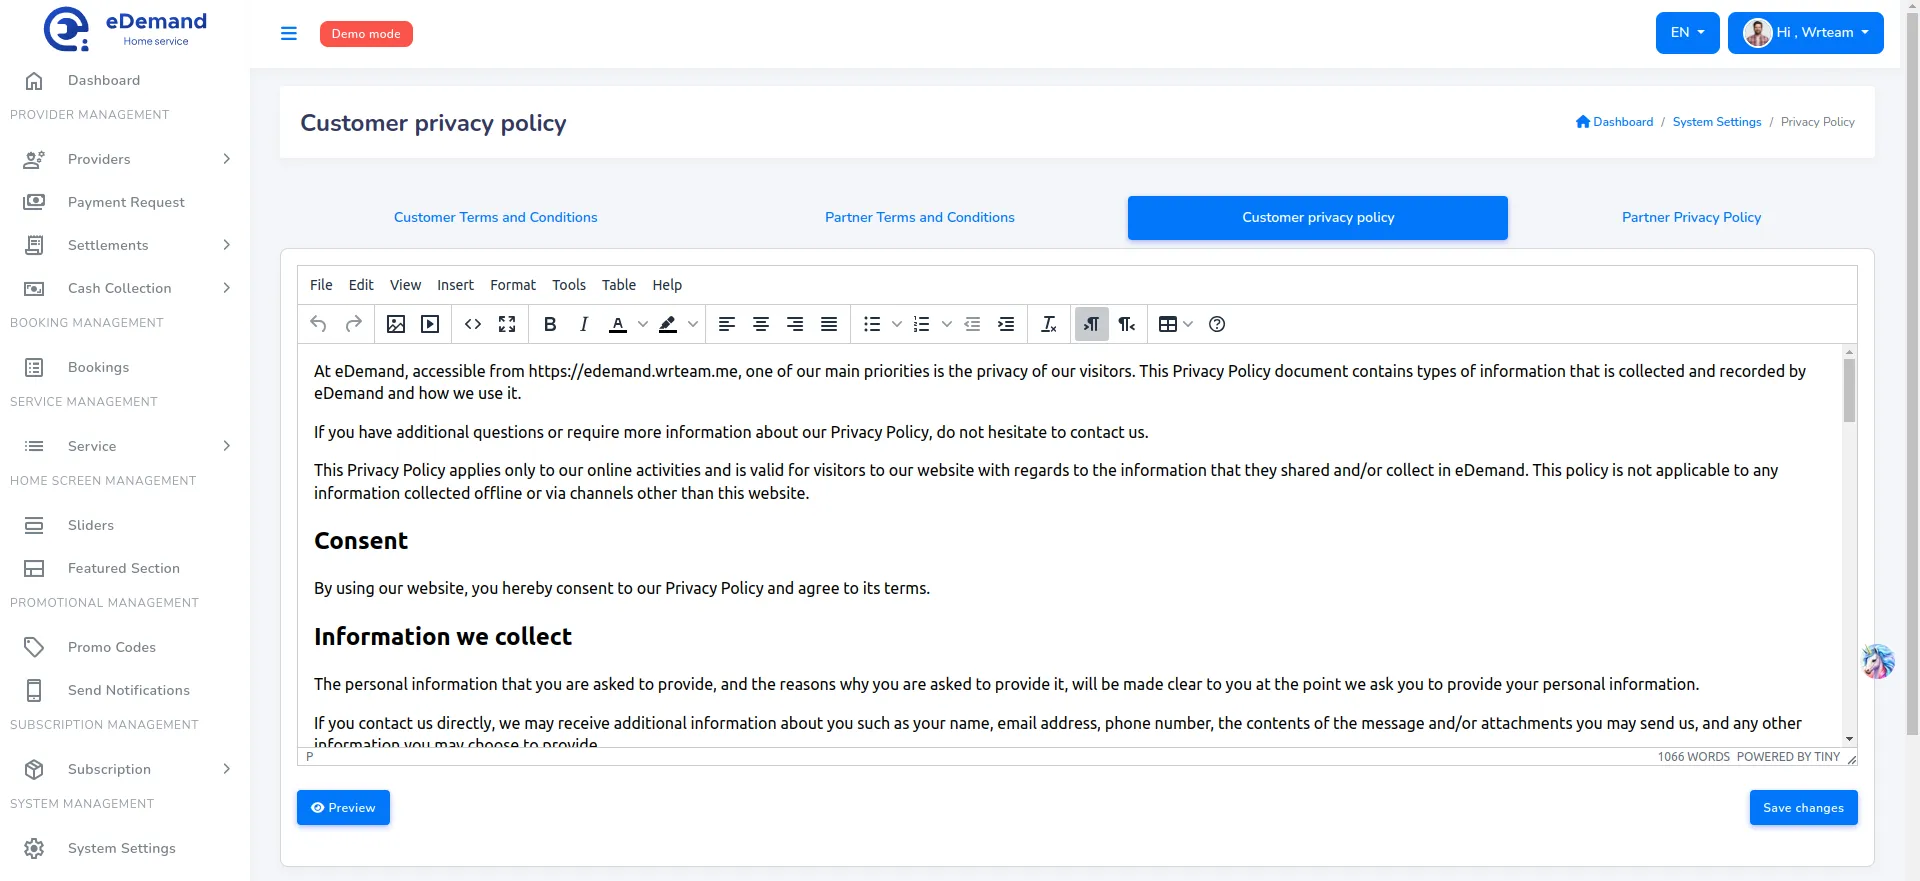 eDemand
Home service
Demo mode
EN
Hi , Wrteam
Dashboard
PROVIDER MANAGEMENT
Providers
Payment Request
Settlements
Cash Collection
BOOKING MANAGEMENT
Bookings
SERVICE MANAGEMENT
Service
HOME SCREEN MANAGEMENT
Sliders
Featured Section
PROMOTIONAL MANAGEMENT
Promo Codes
Send Notifications
SUBSCRIPTION MANAGEMENT
Subscription
SYSTEM MANAGEMENT
System Settings
Customer privacy policy
Dashboard / System Settings / Privacy Policy
Customer Terms and Conditions
Partner Terms and Conditions
Customer privacy policy
Partner Privacy Policy
File Edit View Insert Format Tools Table Help
At eDemand, accessible from https://edemand.wrteam.me, one of our main priorities is the privacy of our visitors. This Privacy Policy document contains types of information that is collected and recorded by
eDemand and how we use it.
If you have additional questions or require more information about our Privacy Policy, do not hesitate to contact us.
This Privacy Policy applies only to our online activities and is valid for visitors to our website with regards to the information that they shared and/or collect in eDemand. This policy is not applicable to any
information collected offline or via channels other than this website.
Consent
By using our website, you hereby consent to our Privacy Policy and agree to its terms.
Information we collect
The personal information that you are asked to provide, and the reasons why you are asked to provide it, will be made clear to you at the point we ask you to provide your personal information.
If you contact us directly, we may receive additional information about you such as your name, email address, phone number, the contents of the message and/or attachments you may send us, and any other
information you may choose to provide
P
1066 WORDS POWERED BY TINY
Preview
Save changes